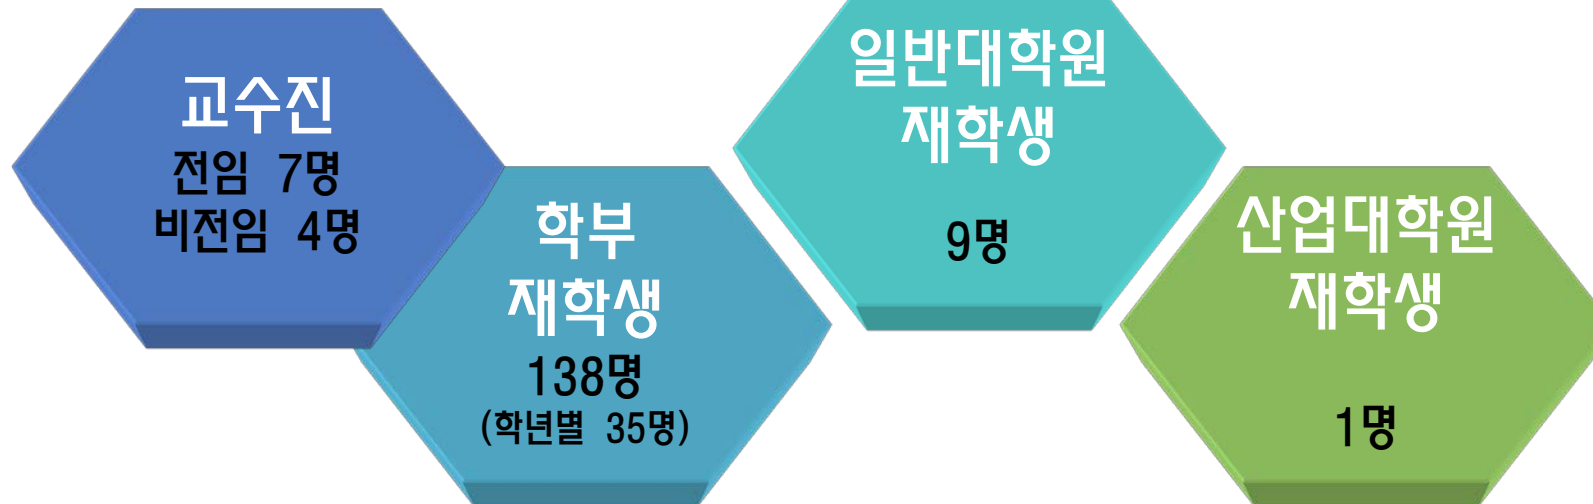 교수진
전임 7명
비전임 4명
학부
재학생
138명
(학년별 35명)
일반대학원
재학생
9명
산업대학원
재학생
1명